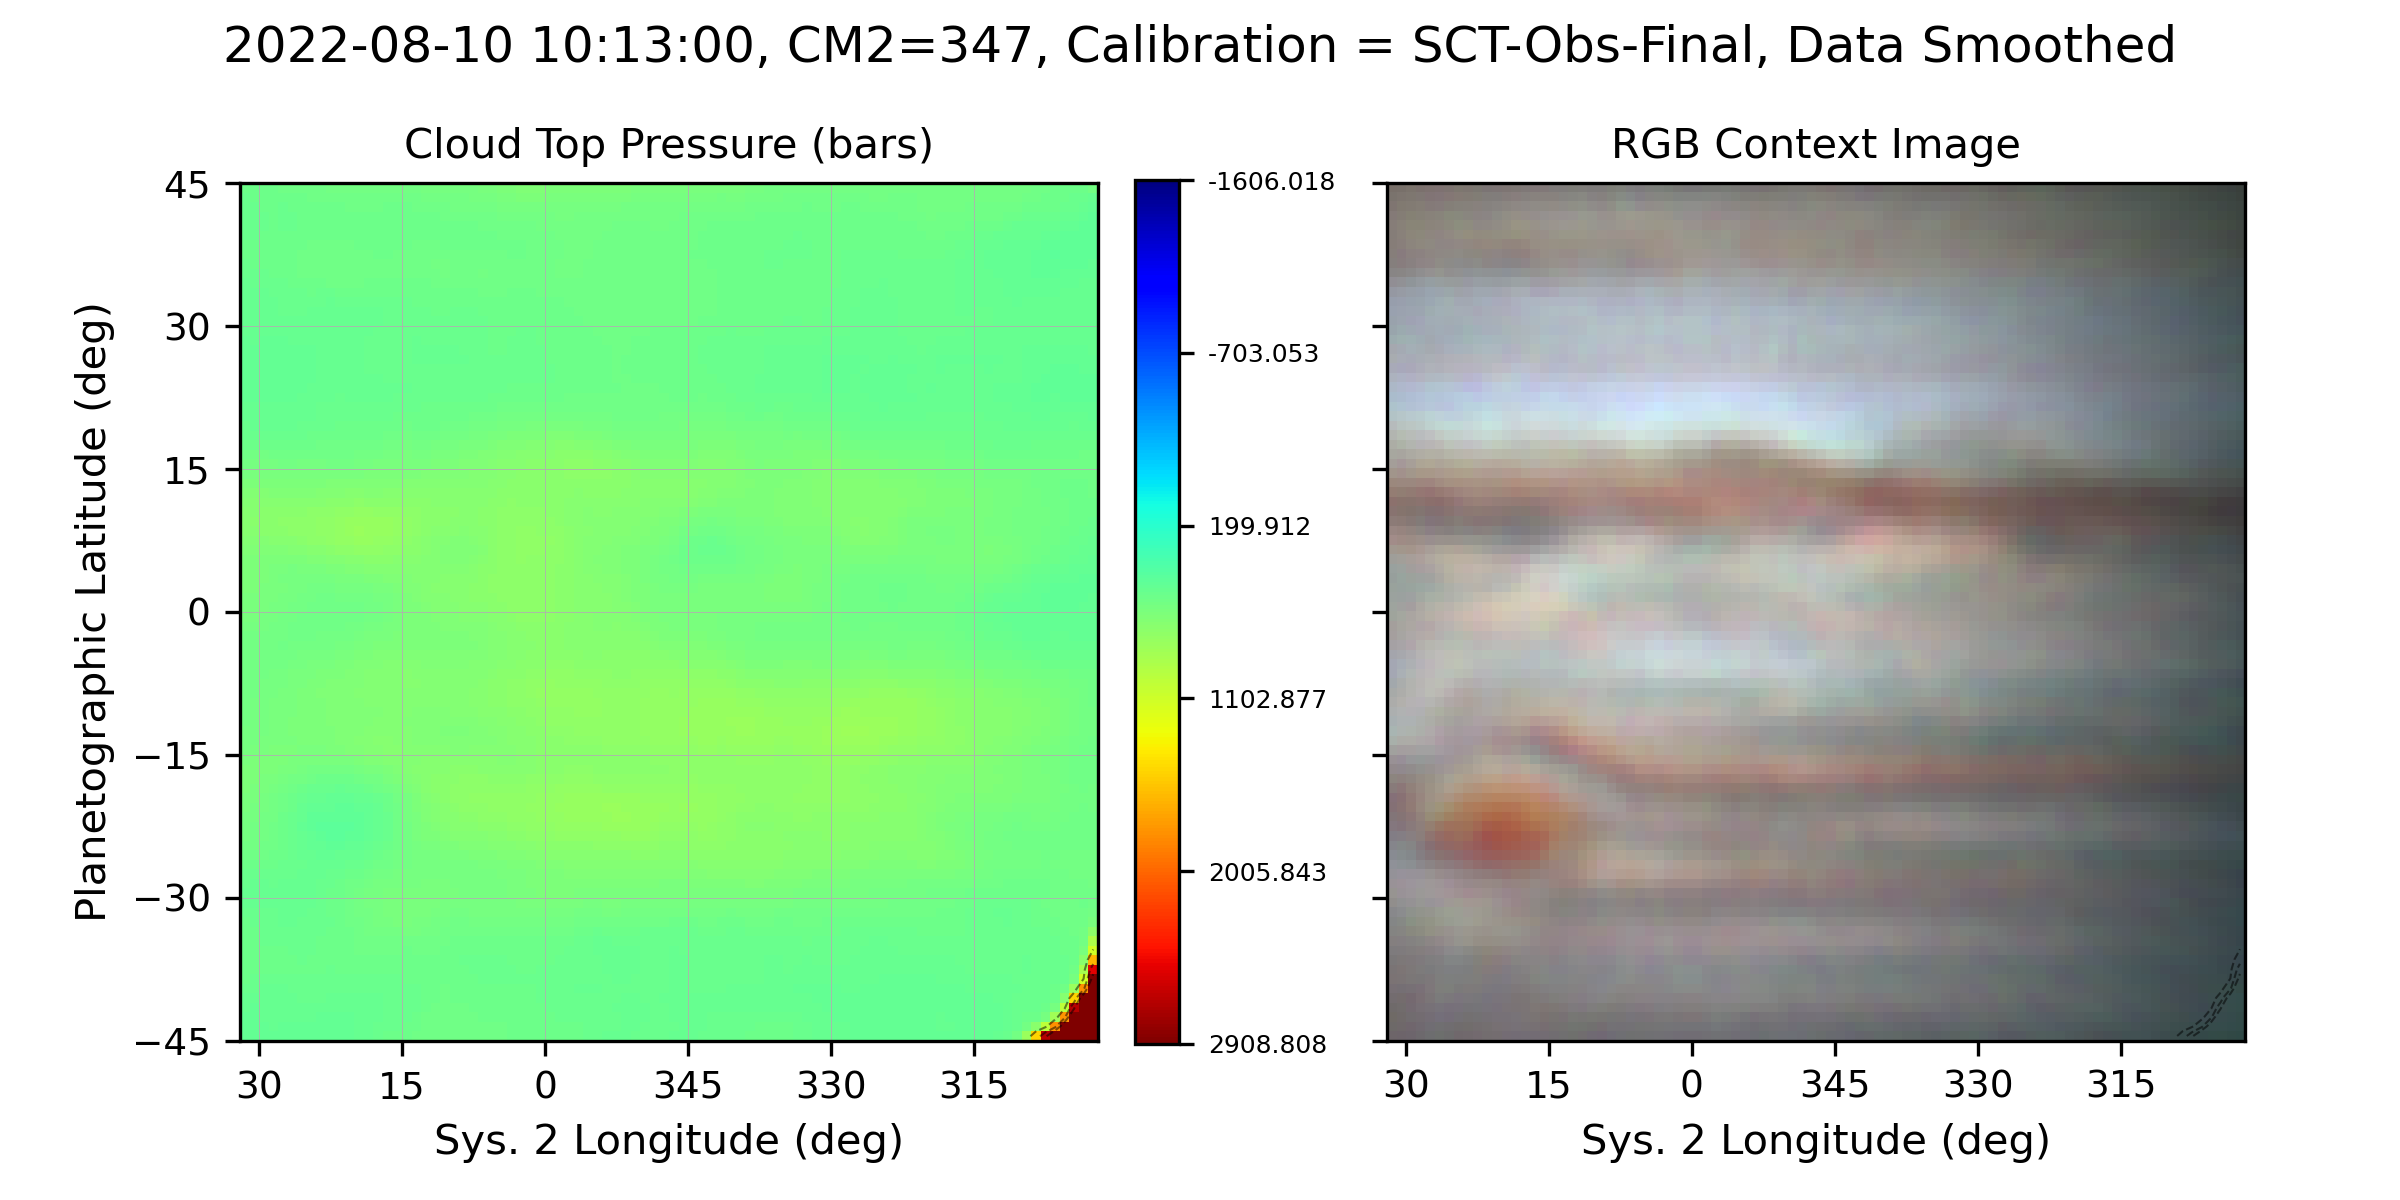 2022-08-10 10:13:00, CM2=347, Calibration = SCT-Obs-Final, Data Smoothed
Cloud Top Pressure (bars)
45
30
15
0
−15
−30
−45
Planetographic Latitude (deg)
30 15 0 345 330 315
Sys. 2 Longitude (deg)
-1606.018
-703.053
199.912
1102.877
2005.843
2908.808
RGB Context Image
30 15 0 345 330 315
Sys. 2 Longitude (deg)